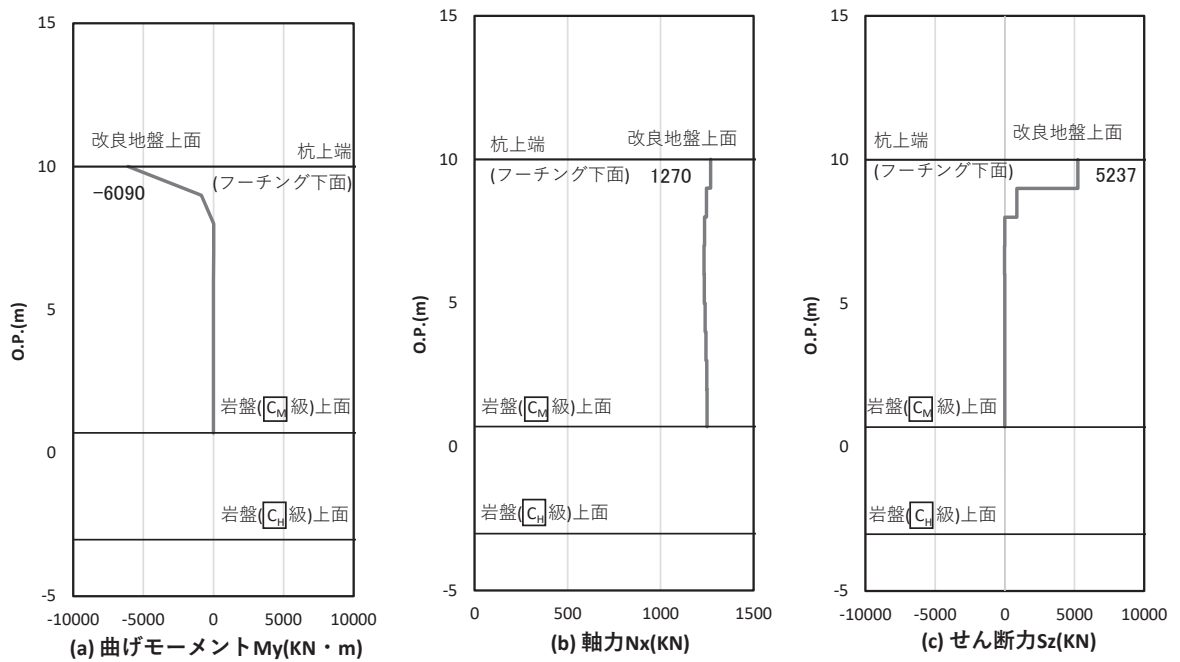 15
改良地盤上面
杭上端
10
-6090
(フーチング下面)
5
O.P.(m)
岩盤(CM級)上面
0
岩盤(CH級)上面
-5
-10000 -5000 0 5000 10000
(a) 曲げモーメントMy(KN・m)
15
改良地盤上面
杭上端
10
(フーチング下面) 1270
5
O.P.(m)
岩盤(CM級)上面
0
岩盤(CH級)上面
-5
0 500 1000 1500
(b) 軸力Nx(KN)
15
改良地盤上面
杭上端
10
(フーチング下面)
5237
5
O.P.(m)
岩盤(CM級)上面
0
岩盤(CH級)上面
-5
-10000 -5000 0 5000 10000
(c) せん断力Sz(KN)